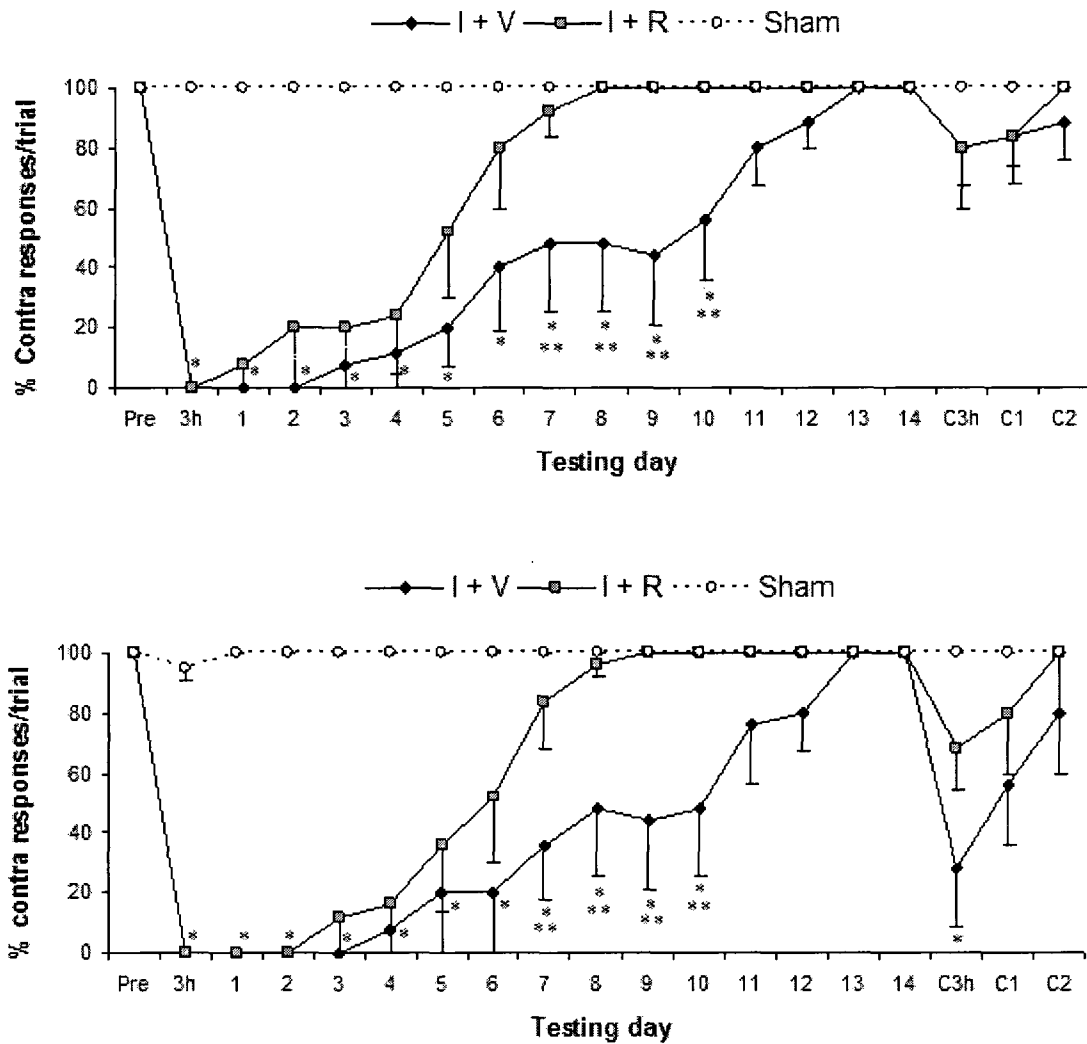 I + V I + R Sham
% Contra responses/trial
100
80
60
40
20
0
* * * * * * * * ** * ** * ** * **
Pre 3h 1 2 3 4 5 6 7 8 9 10 11 12 13 14 C3h C1 C2
Testing day
I + V I + R Sham
% contra responses/trial
100
80
60
40
20
0
* * * * * * * * ** * ** * ** * ** *
Pre 3h 1 2 3 4 5 6 7 8 9 10 11 12 13 14 C3h C1 C2
Testing day